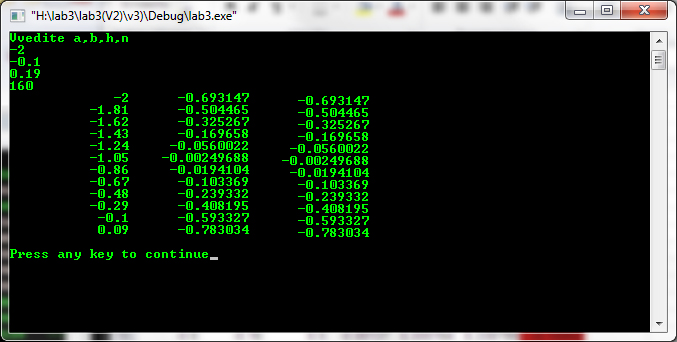 "H:\lab3\lab3(V2)\v3)\Debug\lab3.exe"
Vvedite a,b,h,n
-2
-0.1
0.19
160
-2 -0.693147 -0.693147
-1.81 -0.504465 -0.504465
-1.62 -0.325267 -0.325267
-1.43 -0.169658 -0.169658
-1.24 -0.0560022 -0.0560022
-1.05 -0.00249688 -0.00249688
-0.86 -0.0194104 -0.0194104
-0.67 -0.103369 -0.103369
-0.48 -0.239332 -0.239332
-0.29 -0.408195 -0.408195
-0.1 -0.593327 -0.593327
0.09 -0.783034 -0.783034
Press any key to continue_